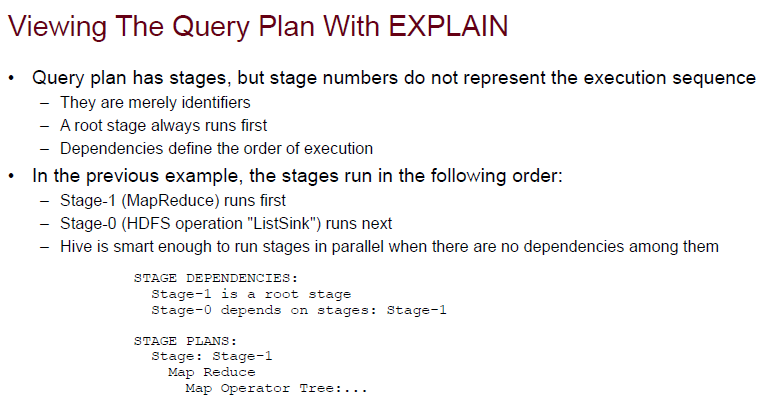 Viewing The Query Plan With EXPLAIN
• Query plan has stages, but stage numbers do not represent the execution sequence
– They are merely identifiers
– A root stage always runs first
– Dependencies define the order of execution
• In the previous example, the stages run in the following order:
– Stage-1 (MapReduce) runs first
– Stage-0 (HDFS operation "ListSink") runs next
– Hive is smart enough to run stages in parallel when there are no dependencies among them
STAGE DEPENDENCIES:
Stage-1 is a root stage
Stage-0 depends on stages: Stage-1
STAGE PLANS:
Stage: Stage-1
Map Reduce
Map Operator Tree:...